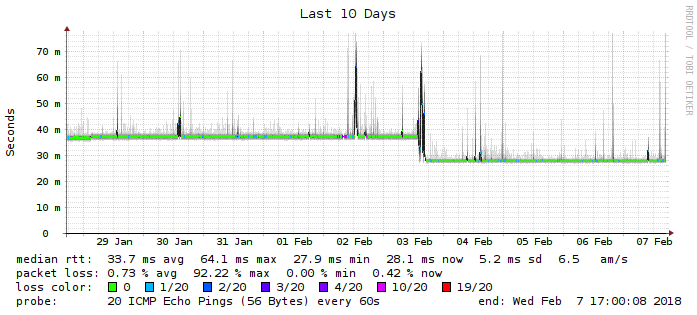 Last 10 Days
RRDTOOL / TOBI OETIKER
Seconds
70 m
60 m
50 m
40 m
30 m
20 m
10 m
0
29 Jan 30 Jan 31 Jan 01 Feb 02 Feb 03 Feb 04 Feb 05 Feb 06 Feb 07 Feb
median rtt: 33.7 ms avg 64.1 ms max 27.9 ms min 28.1 ms now 5.2 ms sd 6.5 am/s
packet loss: 0.73 % avg 92.22 % max 0.00 % min 0.42 % now
loss color: 0 1/20 2/20 3/20 4/20 10/20 19/20
probe: 20 ICMP Echo Pings (56 Bytes) every 60s end: Wed Feb 7 17:00:08 2018